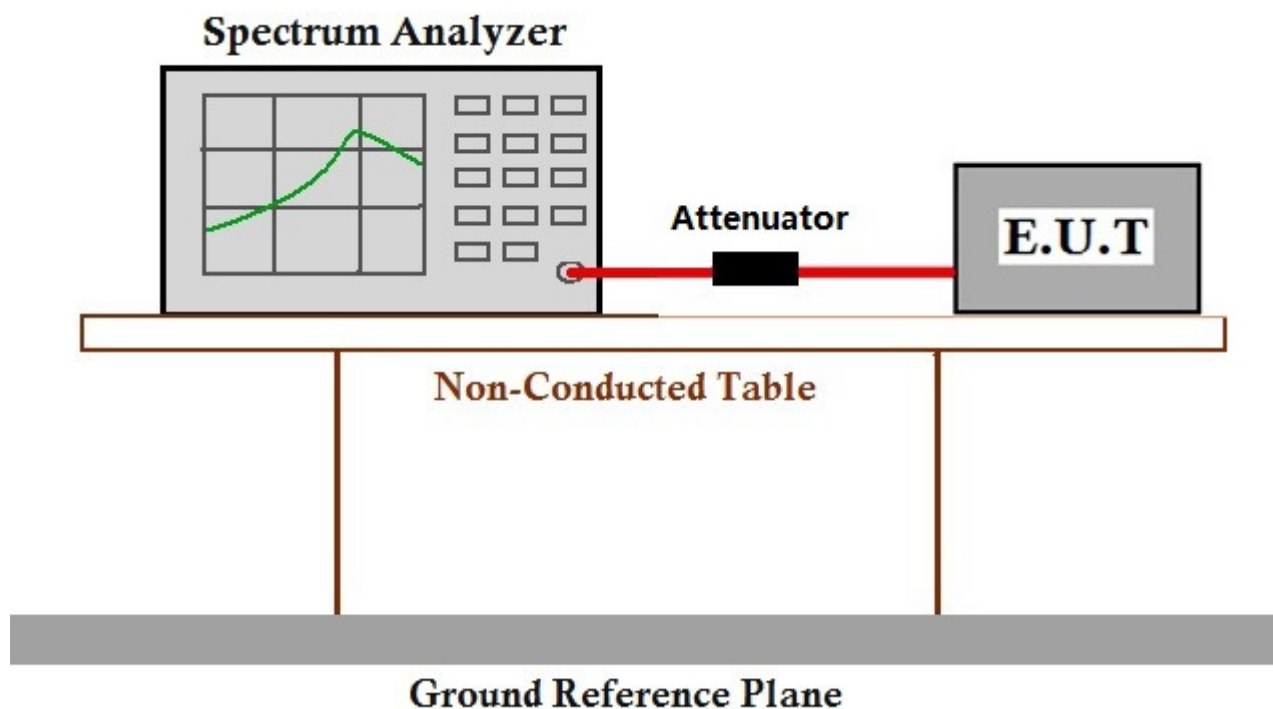 Spectrum Analyzer
Attenuator
E.U.T
Non-Conducted Table
Ground Reference Plane